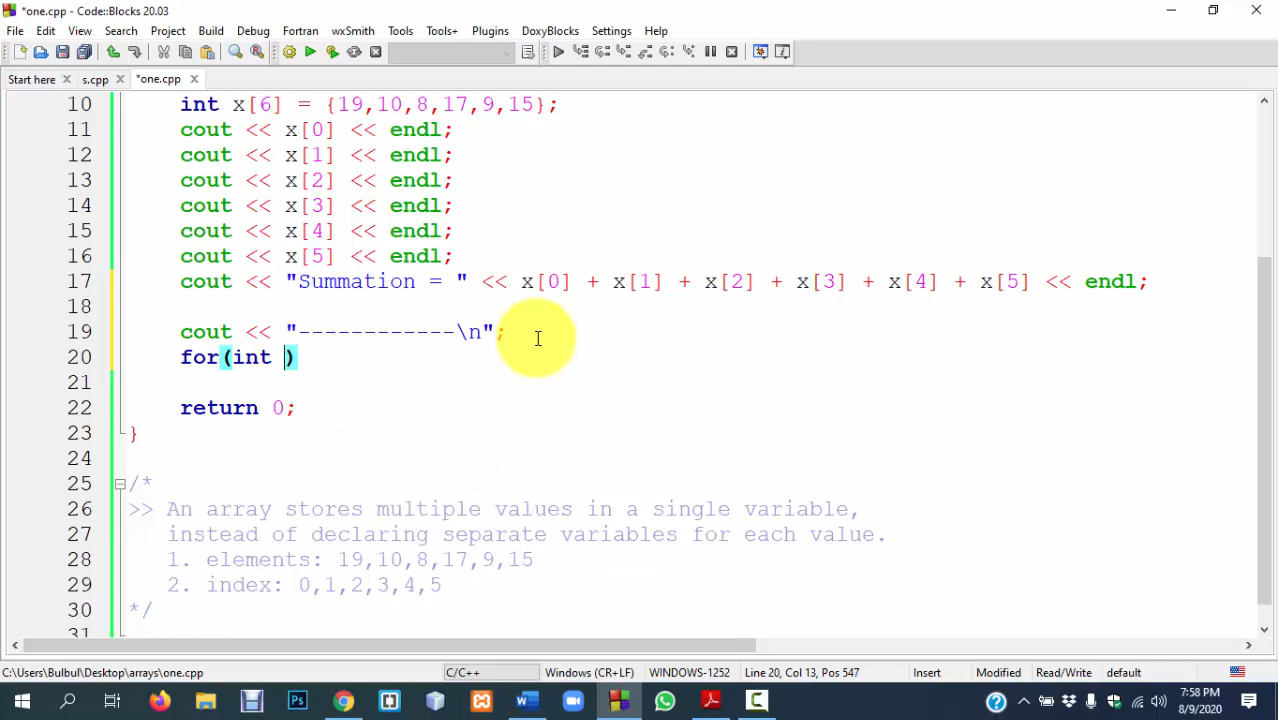 *one.cpp - Code::Blocks 20.03
File Edit View Search Project Build Debug Fortran wxSmith Tools Tools+ Plugins DoxyBlocks Settings Help
Start here s.cpp *one.cpp
10 int x[6] = {19,10,8,17,9,15};
11 cout << x[0] << endl;
12 cout << x[1] << endl;
13 cout << x[2] << endl;
14 cout << x[3] << endl;
15 cout << x[4] << endl;
16 cout << x[5] << endl;
17 cout << "Summation = " << x[0] + x[1] + x[2] + x[3] + x[4] + x[5] << endl;
18
19 cout << "------------\n";
20 for(int )
21
22 return 0;
23 }
24
25 /*
26 >> An array stores multiple values in a single variable,
27 instead of declaring separate variables for each value.
28 1. elements: 19,10,8,17,9,15
29 2. index: 0,1,2,3,4,5
30 */
31
C:\Users\Bulbul\Desktop\arrays\one.cpp C/C++ Windows (CR+LF) WINDOWS-1252 Line 20, Col 13, Pos 547 Insert Modified Read/Write default
7:58 PM
8/9/2020